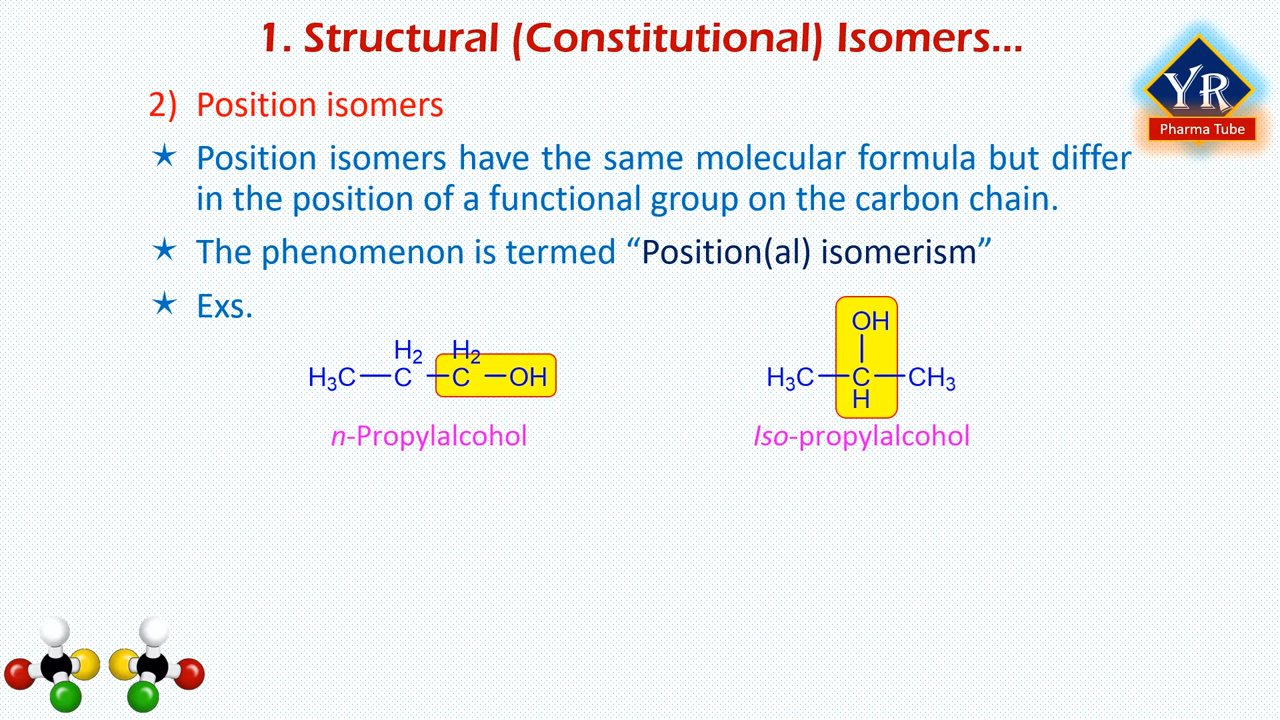 1. Structural (Constitutional) Isomers...
YR
Pharma Tube
2) Position isomers
★ Position isomers have the same molecular formula but differ
in the position of a functional group on the carbon chain.
★ The phenomenon is termed “Position(al) isomerism”
★ Exs.
H₂ H₂
H₃C—C—C—OH
n-Propylalcohol
OH
H₃C—C—CH₃
H
Iso-propylalcohol